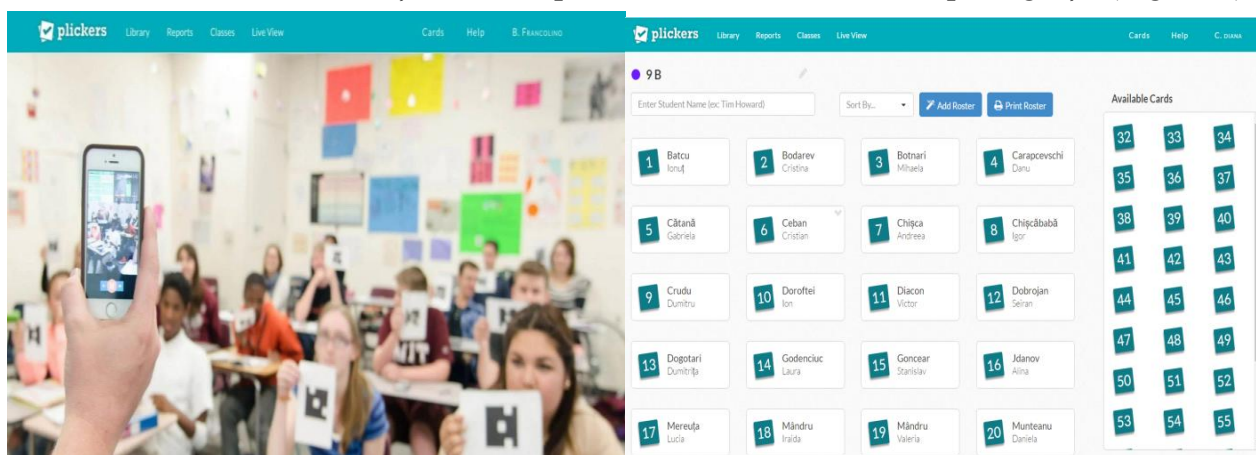 plickers Library Reports Classes Live View Cards Help B. FRANCOLINO
plickers Library Reports Classes Live View Cards Help C. DIANA
9 B
Enter Student Name (ex: Tim Howard) Sort By... Add Roster Print Roster
Available Cards
1 Batcu Ionuț
2 Bodarev Cristina
3 Botnari Mihaela
4 Carapcevschi Danu
5 Cătană Gabriela
6 Ceban Cristian
7 Chișca Andreea
8 Chișcăbabă Igor
9 Crudu Dumitru
10 Doroftei Ion
11 Diacon Victor
12 Dobrojan Seiran
13 Dogotari Dumitrița
14 Godenciuc Laura
15 Goncear Stanislav
16 Jdanov Alina
17 Mereuța Lucia
18 Mândru Iraida
19 Mândru Valeria
20 Munteanu Daniela
32 33 34
35 36 37
38 39 40
41 42 43
44 45 46
47 48 49
50 51 52
53 54 55